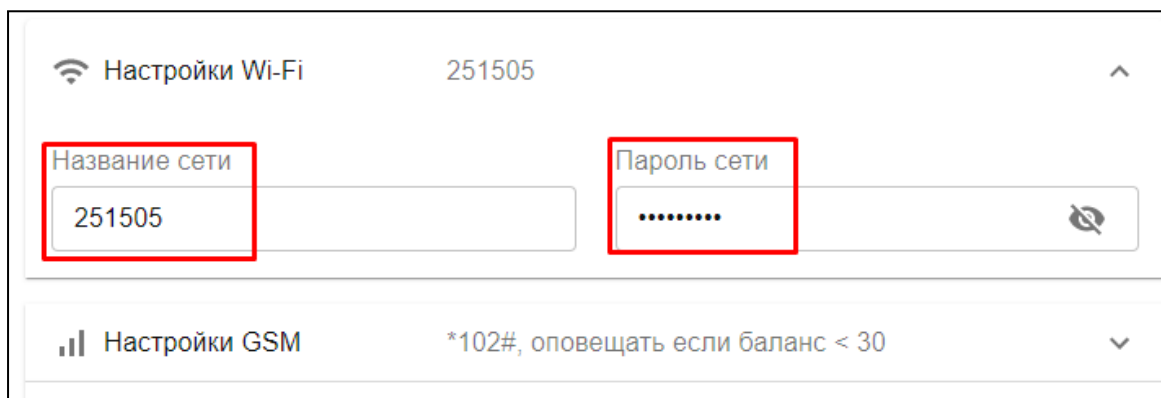 Настройки Wi-Fi 251505
Название сети Пароль сети
251505 •••••••••
Настройки GSM *102#, оповещать если баланс < 30